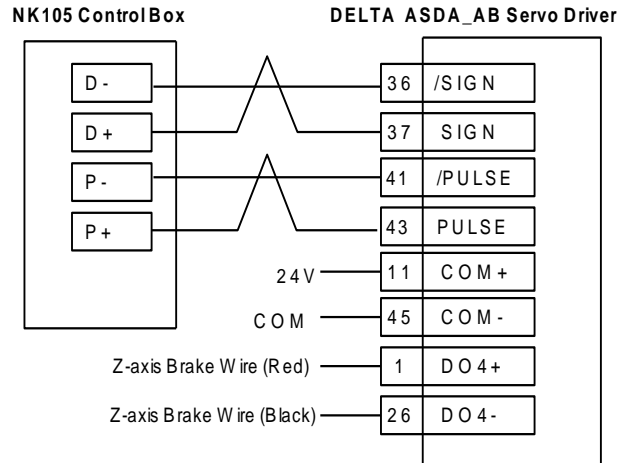 NK105 Control Box DELTA ASDA_AB Servo Driver
D- 36 /SIGN
D+ 37 SIGN
P- 41 /PULSE
P+ 43 PULSE
24V 11 COM+
COM 45 COM-
Z-axis Brake Wire (Red) 1 DO4+
Z-axis Brake Wire (Black) 26 DO4-